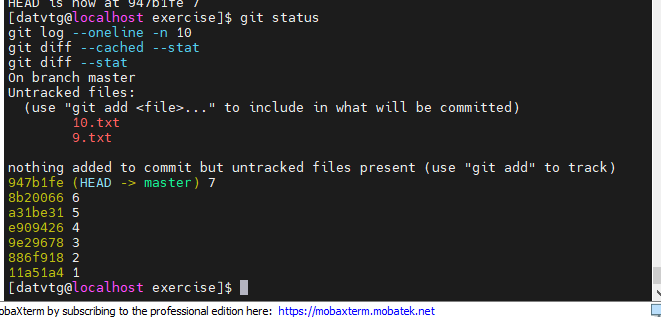 HEAD is now at 947b1fe 7
[datvtg@localhost exercise]$ git status
git log --oneline -n 10
git diff --cached --stat
git diff --stat
On branch master
Untracked files:
  (use "git add <file>..." to include in what will be committed)
        10.txt
        9.txt

nothing added to commit but untracked files present (use "git add" to track)
947b1fe (HEAD -> master) 7
8b20066 6
a31be31 5
e909426 4
9e29678 3
886f918 2
11a51a4 1
[datvtg@localhost exercise]$
obaXterm by subscribing to the professional edition here: https://mobaxterm.mobatek.net